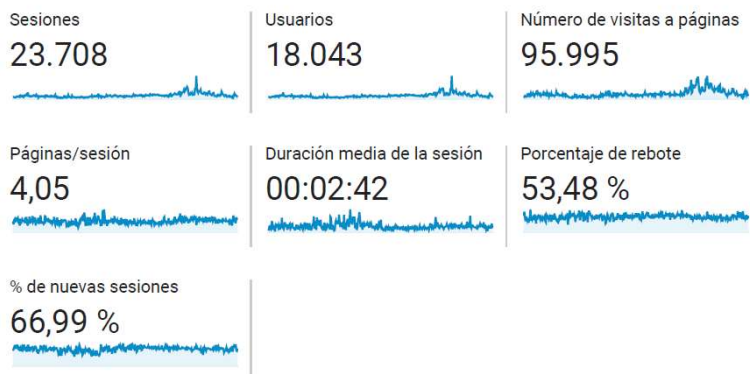 Sesiones
23.708
Usuarios
18.043
Número de visitas a páginas
95.995
Páginas/sesión
4,05
Duración media de la sesión
00:02:42
Porcentaje de rebote
53,48 %
% de nuevas sesiones
66,99 %